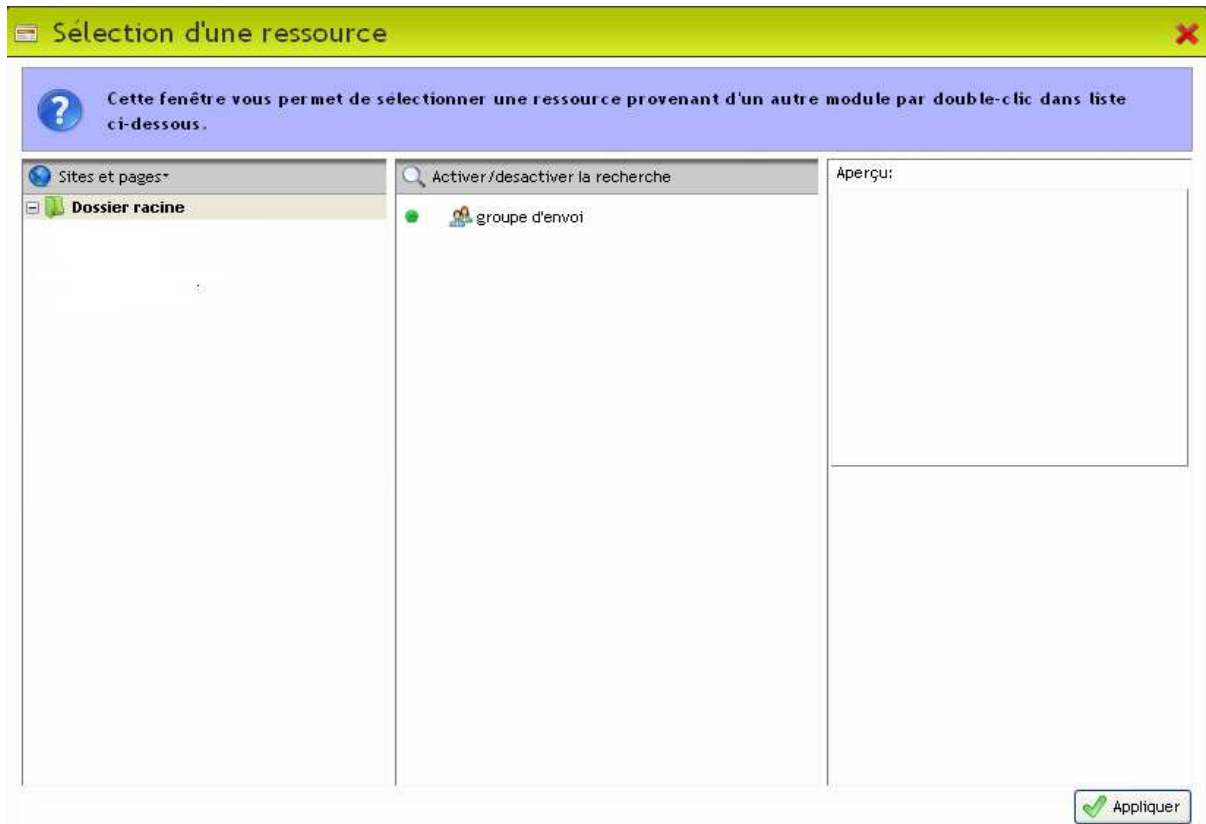 Sélection d'une ressource
Cette fenêtre vous permet de sélectionner une ressource provenant d'un autre module par double-clic dans liste
ci-dessous.
Sites et pages
Dossier racine
Activer/desactiver la recherche
groupe d'envoi
Aperçu:
Appliquer